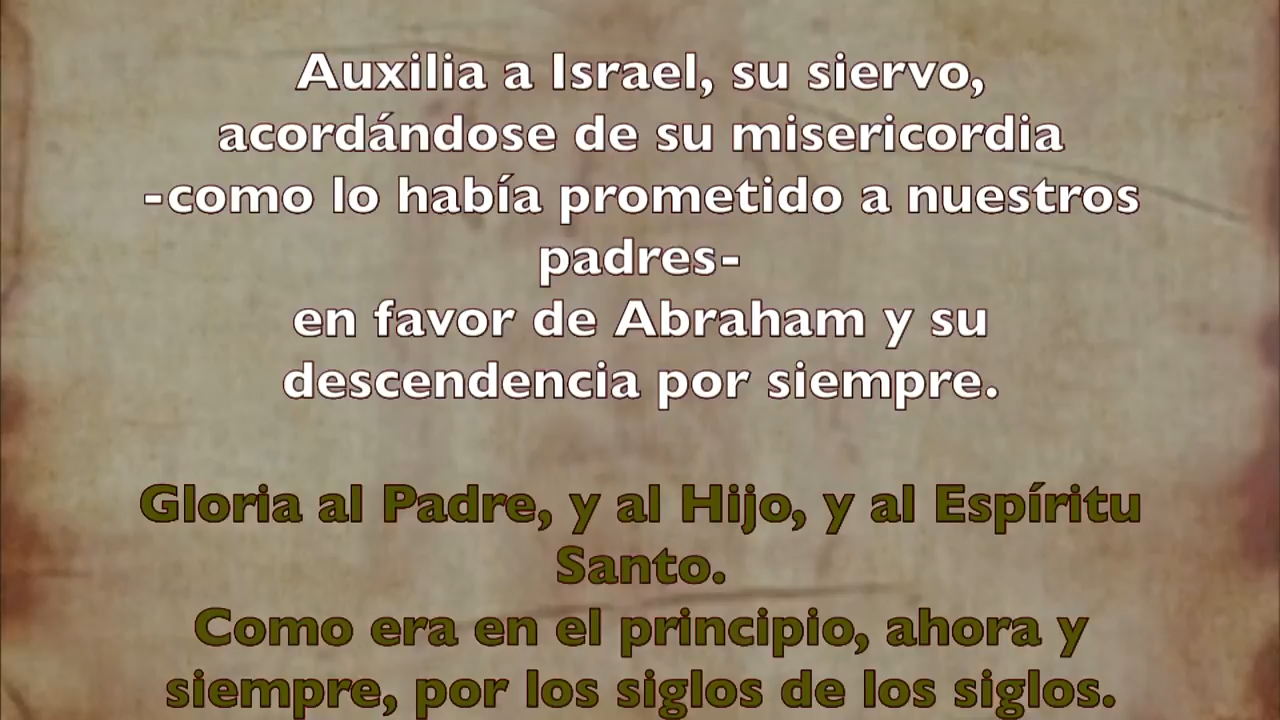 Auxilia a Israel, su siervo,
acordándose de su misericordia
-como lo había prometido a nuestros
padres-
en favor de Abraham y su
descendencia por siempre.
Gloria al Padre, y al Hijo, y al Espíritu
Santo.
Como era en el principio, ahora y
siempre, por los siglos de los siglos.